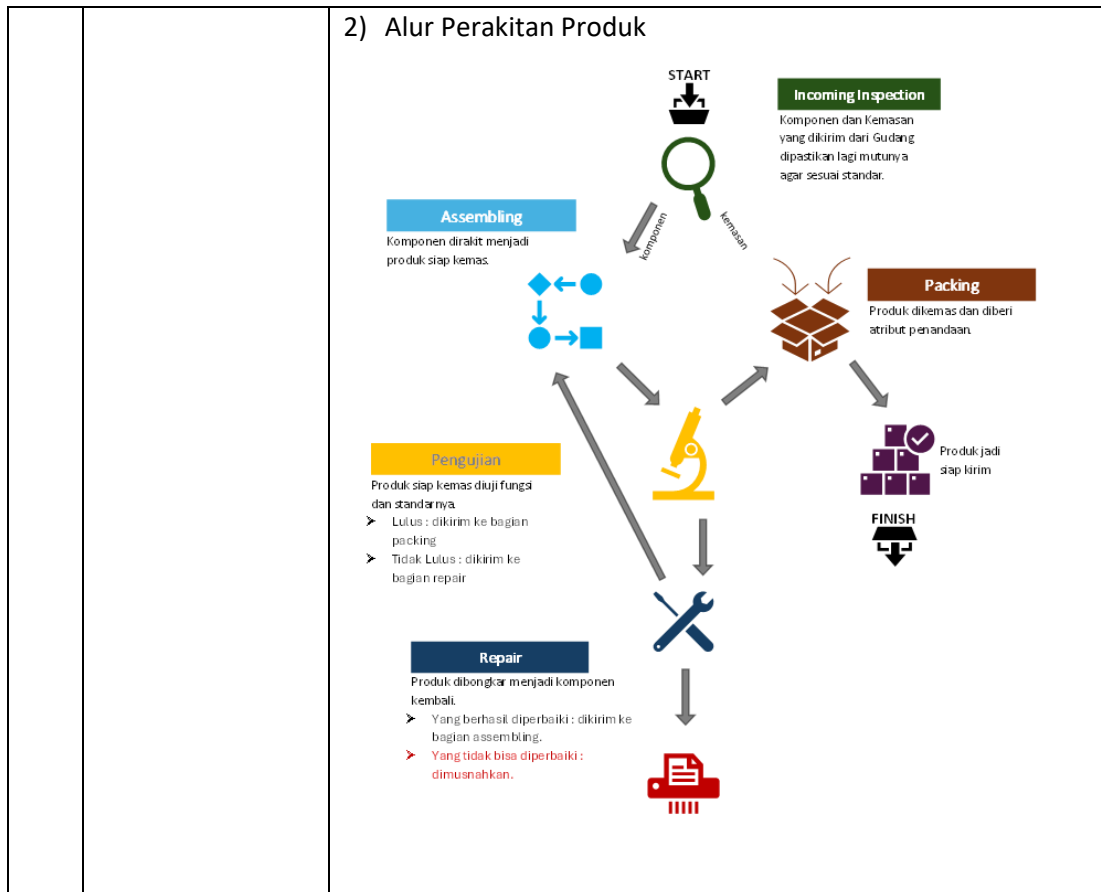 2) Alur Perakitan Produk
START
Incoming Inspection
Komponen dan Kemasan
yang dikirim dari Gudang
dipastikan lagi mutunya
agar sesuai standar.
komponen
kemasan
Assembling
Komponen dirakit menjadi
produk siap kemas.
Packing
Produk dikemas dan diberi
atribut penandaan.
Pengujian
Produk siap kemas diuji fungsi
dan standarnya.
➤ Lulus : dikirim ke bagian
packing
➤ Tidak Lulus : dikirim ke
bagian repair
Produk jadi
siap kirim
FINISH
Repair
Produk dibongkar menjadi komponen
kembali.
➤ Yang berhasil diperbaiki : dikirim ke
bagian assembling.
➤ Yang tidak bisa diperbaiki :
dimusnahkan.